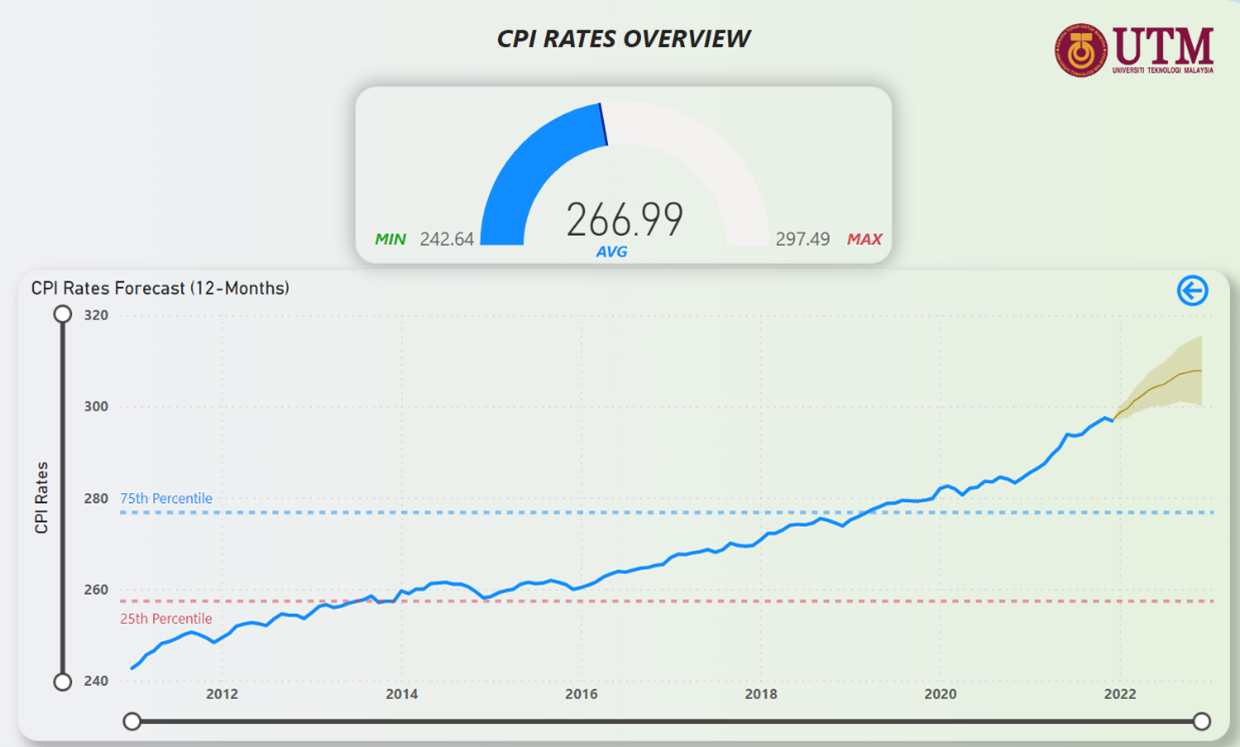 CPI RATES OVERVIEW
UTM
UNIVERSITI TEKNOLOGI MALAYSIA
266.99
MIN 242.64
AVG
297.49 MAX
CPI Rates Forecast (12-Months)
320
300
280
260
240
CPI Rates
75th Percentile
25th Percentile
2012 2014 2016 2018 2020 2022